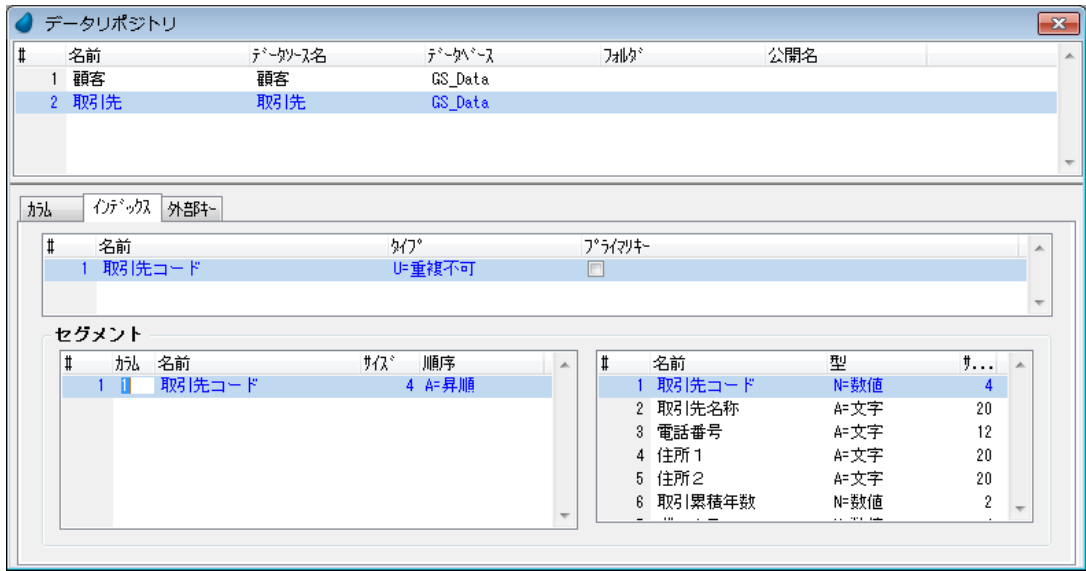 データリポジトリ
# 名前 ﾃﾞｰﾀｿｰｽ名 ﾃﾞｰﾀﾍﾞｰｽ ﾌｫﾙﾀﾞ 公開名
1 顧客 顧客 GS_Data
2 取引先 取引先 GS_Data
ｶﾗﾑ ｲﾝﾃﾞｯｸｽ 外部ｷｰ
# 名前 ﾀｲﾌﾟ ﾌﾟﾗｲﾏﾘｷｰ
1 取引先コード U=重複不可
セグメント
# ｶﾗﾑ 名前 ｻｲｽﾞ 順序
1 1 取引先コード 4 A=昇順
# 名前 型 ｻ...
1 取引先コード N=数値 4
2 取引先名称 A=文字 20
3 電話番号 A=文字 12
4 住所１ A=文字 20
5 住所２ A=文字 20
6 取引累積年数 N=数値 2